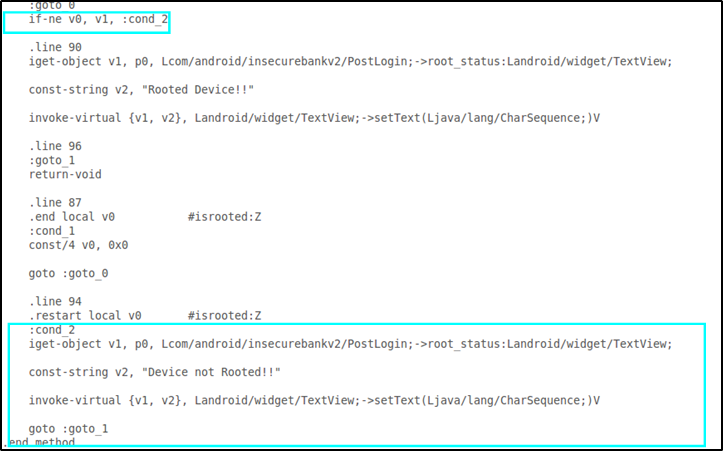 :goto_0
if-ne v0, v1, :cond_2
.line 90
iget-object v1, p0, Lcom/android/insecurebankv2/PostLogin;->root_status:Landroid/widget/TextView;
const-string v2, "Rooted Device!!"
invoke-virtual {v1, v2}, Landroid/widget/TextView;->setText(Ljava/lang/CharSequence;)V
.line 96
:goto_1
return-void
.line 87
.end local v0 #isrooted:Z
:cond_1
const/4 v0, 0x0
goto :goto_0
.line 94
.restart local v0 #isrooted:Z
:cond_2
iget-object v1, p0, Lcom/android/insecurebankv2/PostLogin;->root_status:Landroid/widget/TextView;
const-string v2, "Device not Rooted!!"
invoke-virtual {v1, v2}, Landroid/widget/TextView;->setText(Ljava/lang/CharSequence;)V
goto :goto_1
.end method